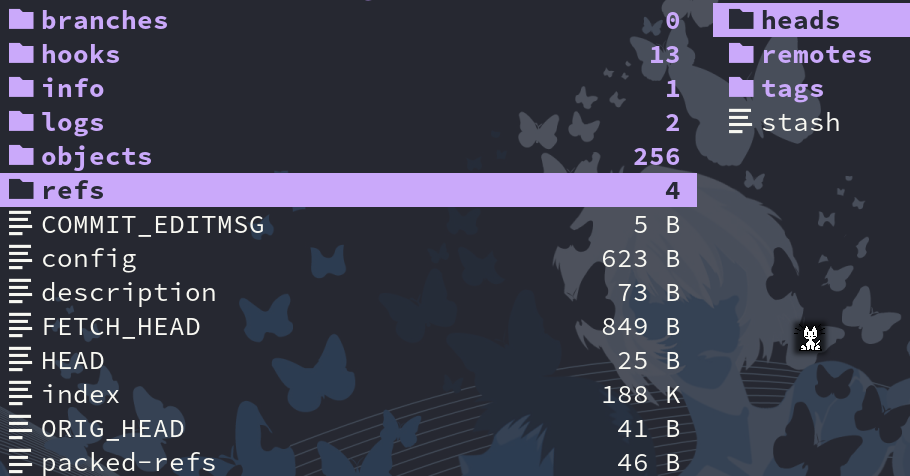 branches 0
hooks 13
info 1
logs 2
objects 256
refs 4
COMMIT_EDITMSG 5 B
config 623 B
description 73 B
FETCH_HEAD 849 B
HEAD 25 B
index 188 K
ORIG_HEAD 41 B
packed-refs 46 B
heads
remotes
tags
stash